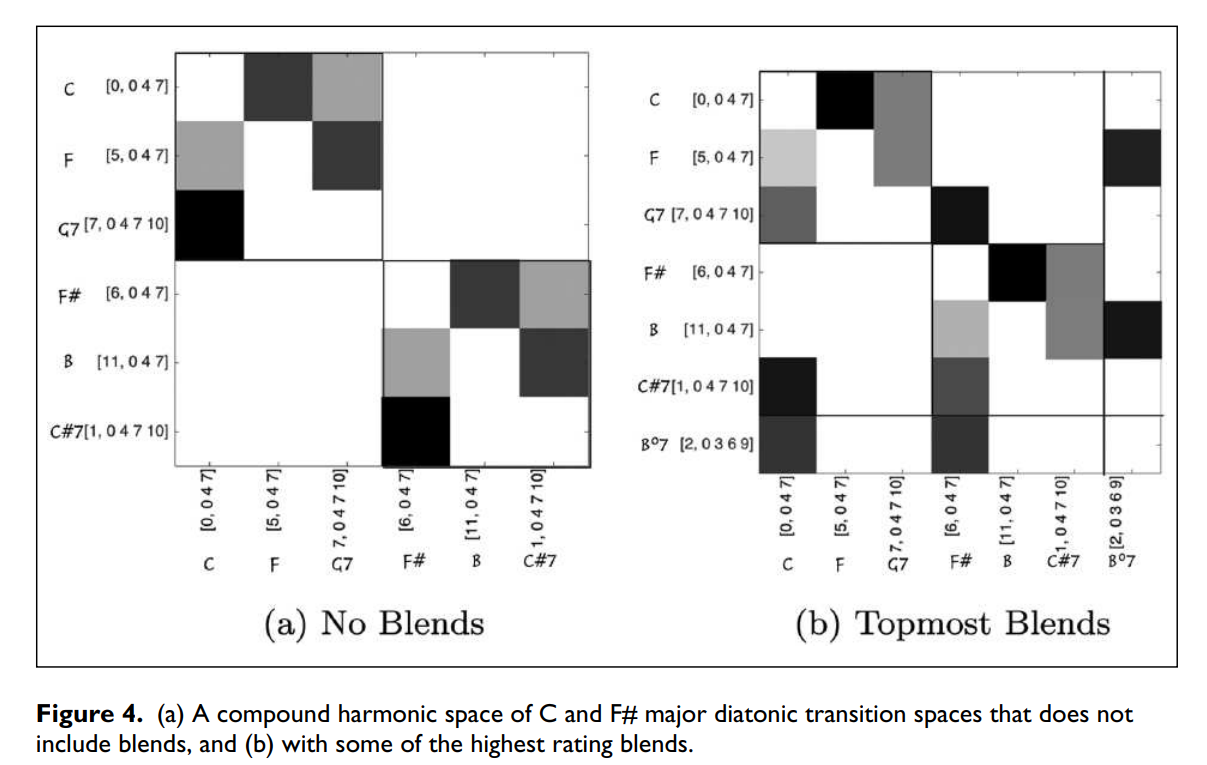 C [0, 0 4 7]
F [5, 0 4 7]
G7 [7, 0 4 7 10]
F# [6, 0 4 7]
B [11, 0 4 7]
C#7 [1, 0 4 7 10]
[0, 0 4 7]
[5, 0 4 7]
7, 0 4 7 10]
[6, 0 4 7]
[11, 0 4 7]
1, 0 4 7 10]
C F G7 F# B C#7
(a) No Blends
C [0, 0 4 7]
F [5, 0 4 7]
G7 [7, 0 4 7 10]
F# [6, 0 4 7]
B [11, 0 4 7]
C#7 [1, 0 4 7 10]
B°7 [2, 0 3 6 9]
[0, 0 4 7]
[5, 0 4 7]
7, 0 4 7 10]
[6, 0 4 7]
[11, 0 4 7]
1, 0 4 7 10]
[2, 0 3 6 9]
C F G7 F# B C#7 B°7
(b) Topmost Blends
Figure 4. (a) A compound harmonic space of C and F# major diatonic transition spaces that does not
include blends, and (b) with some of the highest rating blends.